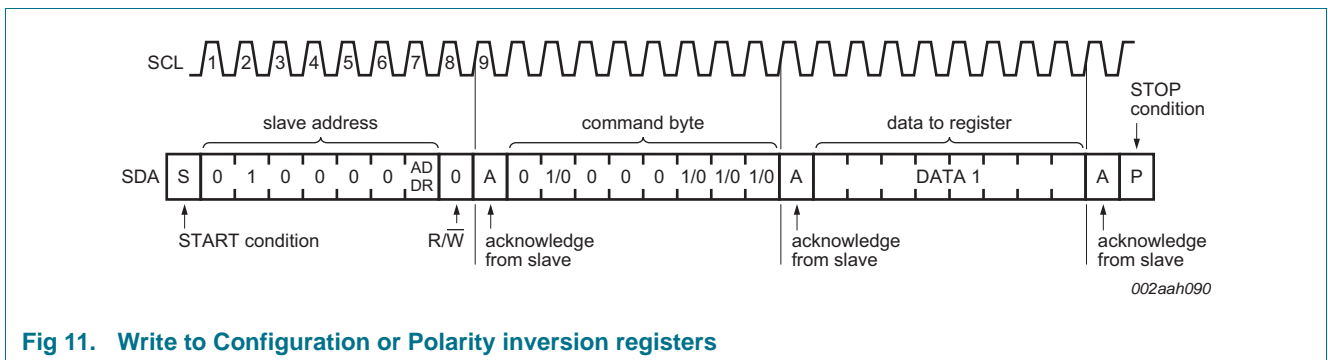 SCL 1 2 3 4 5 6 7 8 9
STOP
condition
slave address command byte data to register
SDA S 0 1 0 0 0 0 AD DR 0 A 0 1/0 0 0 0 1/0 1/0 1/0 A DATA 1 A P
START condition R/W̅ acknowledge from slave acknowledge from slave acknowledge from slave
002aah090
Fig 11. Write to Configuration or Polarity inversion registers